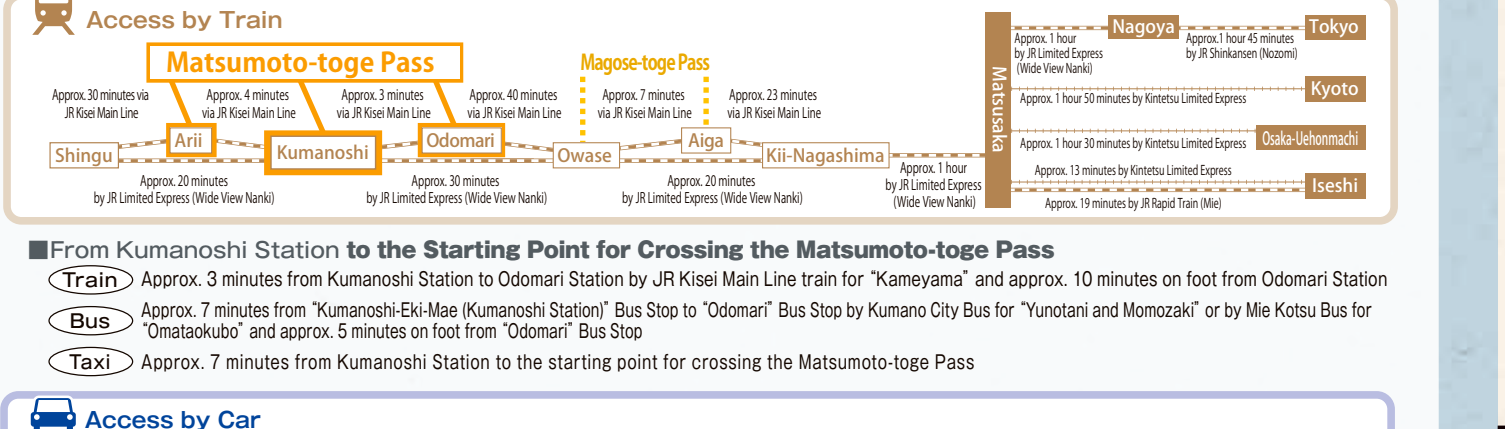 Access by Train
Matsumoto-toge Pass
Magose-toge Pass
Approx. 30 minutes via
JR Kisei Main Line
Approx. 4 minutes
via JR Kisei Main Line
Approx. 3 minutes
via JR Kisei Main Line
Approx. 40 minutes
via JR Kisei Main Line
Approx. 7 minutes
via JR Kisei Main Line
Approx. 23 minutes
via JR Kisei Main Line
Shingu
Arii
Kumanoshi
Odomari
Owase
Aiga
Kii-Nagashima
Approx. 20 minutes
by JR Limited Express (Wide View Nanki)
Approx. 30 minutes
by JR Limited Express (Wide View Nanki)
Approx. 20 minutes
by JR Limited Express (Wide View Nanki)
Approx. 1 hour
by JR Limited Express
(Wide View Nanki)
Matsusaka
Approx. 1 hour
by JR Limited Express
(Wide View Nanki)
Nagoya
Approx.1 hour 45 minutes
by JR Shinkansen (Nozomi)
Tokyo
Approx. 1 hour 50 minutes by Kintetsu Limited Express
Kyoto
Approx. 1 hour 30 minutes by Kintetsu Limited Express
Osaka-Uehonmachi
Approx. 13 minutes by Kintetsu Limited Express
Iseshi
Approx. 19 minutes by JR Rapid Train (Mie)
■From Kumanoshi Station to the Starting Point for Crossing the Matsumoto-toge Pass
Train Approx. 3 minutes from Kumanoshi Station to Odomari Station by JR Kisei Main Line train for “Kameyama” and approx. 10 minutes on foot from Odomari Station
Bus Approx. 7 minutes from “Kumanoshi-Eki-Mae (Kumanoshi Station)” Bus Stop to “Odomari” Bus Stop by Kumano City Bus for “Yunotani and Momozaki” or by Mie Kotsu Bus for
“Omataokubo” and approx. 5 minutes on foot from “Odomari” Bus Stop
Taxi Approx. 7 minutes from Kumanoshi Station to the starting point for crossing the Matsumoto-toge Pass
Access by Car